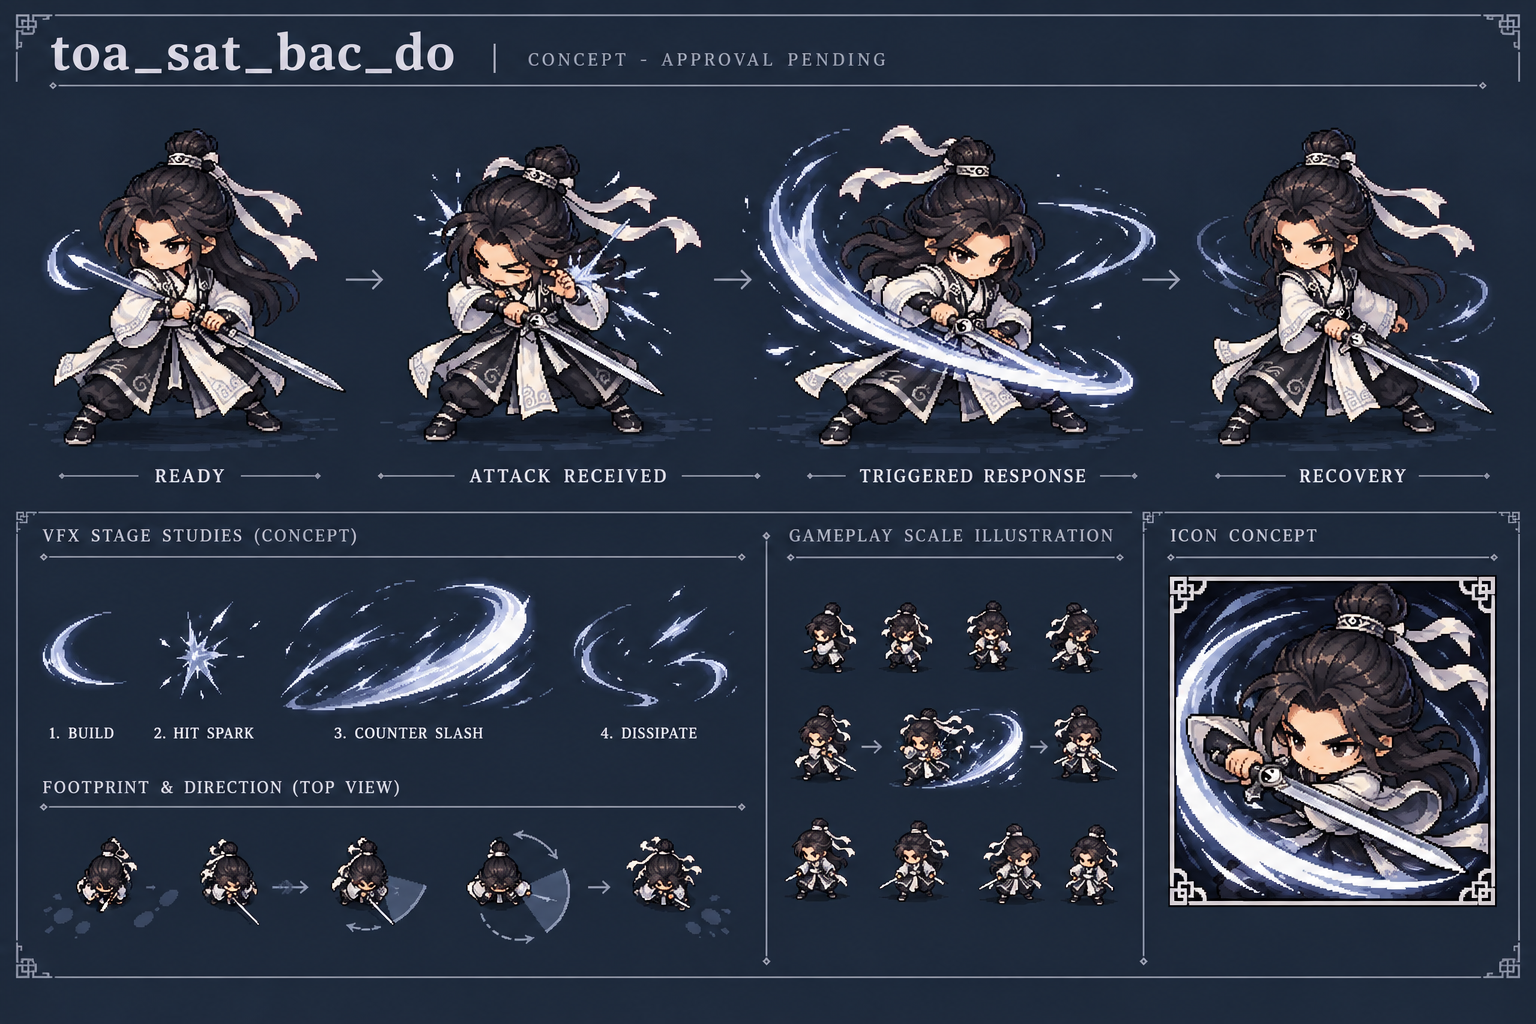 toa_sat_bac_do | CONCEPT - APPROVAL PENDING
READY
ATTACK RECEIVED
TRIGGERED RESPONSE
RECOVERY
VFX STAGE STUDIES (CONCEPT)
1. BUILD
2. HIT SPARK
3. COUNTER SLASH
4. DISSIPATE
FOOTPRINT & DIRECTION (TOP VIEW)
GAMEPLAY SCALE ILLUSTRATION
ICON CONCEPT